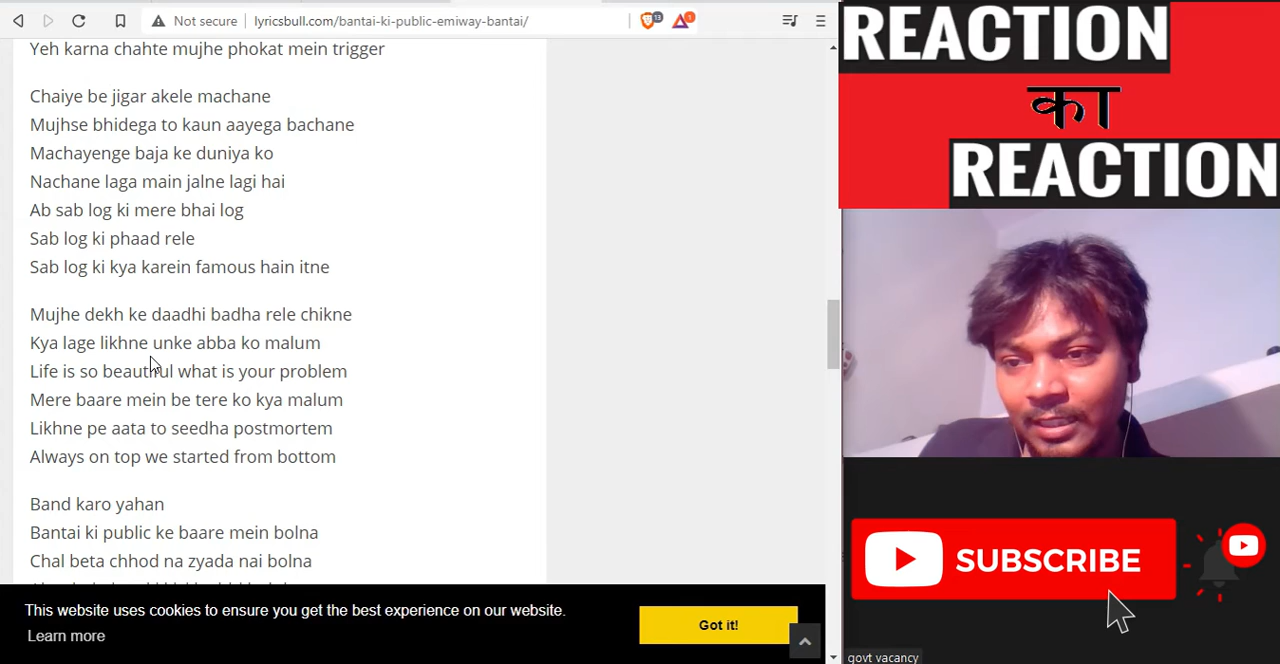 Not secure
lyricsbull.com/bantai-ki-public-emiway-bantai/
13
1
Yeh karna chahte mujhe phokat mein trigger
Chaiye be jigar akele machane
Mujhse bhidega to kaun aayega bachane
Machayenge baja ke duniya ko
Nachane laga main jalne lagi hai
Ab sab log ki mere bhai log
Sab log ki phaad rele
Sab log ki kya karein famous hain itne
Mujhe dekh ke daadhi badha rele chikne
Kya lage likhne unke abba ko malum
Life is so beautiful what is your problem
Mere baare mein be tere ko kya malum
Likhne pe aata to seedha postmortem
Always on top we started from bottom
Band karo yahan
Bantai ki public ke baare mein bolna
Chal beta chhod na zyada nai bolna
This website uses cookies to ensure you get the best experience on our website.
Learn more
Got it!
REACTION
का
REACTION
SUBSCRIBE
govt vacancy